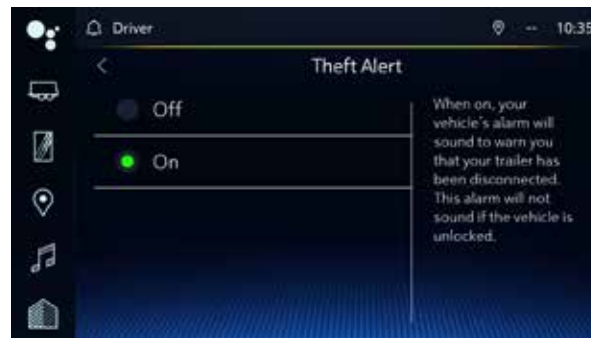 Driver -- 10:35
Theft Alert
Off
On
When on, your
vehicle's alarm will
sound to warn you
that your trailer has
been disconnected.
This alarm will not
sound if the vehicle is
unlocked.